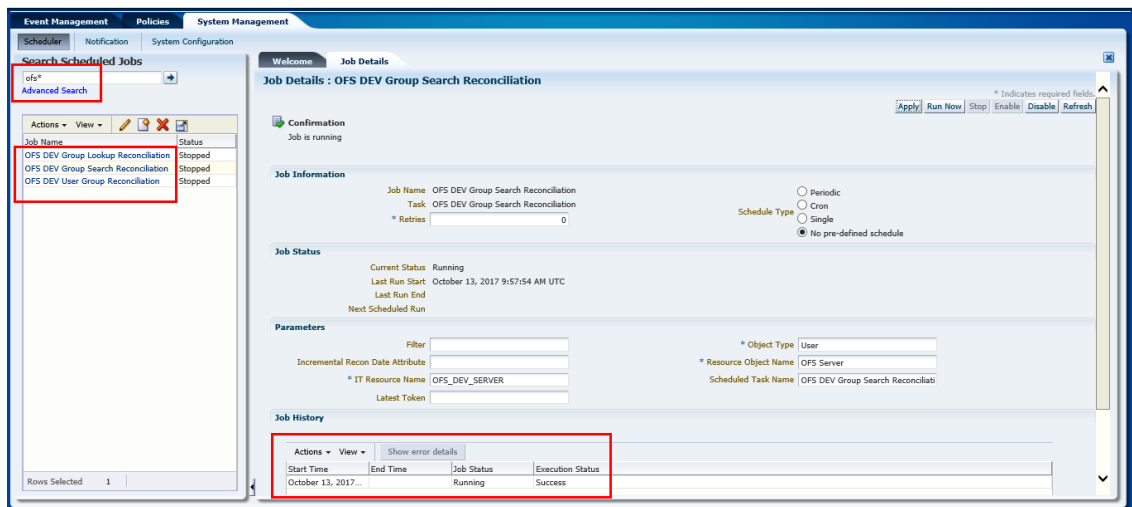 Event Management Policies System Management
Scheduler Notification System Configuration
Search Scheduled Jobs
ofs*
Advanced Search
Actions View
Job Name Status
OFS DEV Group Lookup Reconciliation Stopped
OFS DEV Group Search Reconciliation Stopped
OFS DEV User Group Reconciliation Stopped
Rows Selected 1
Welcome Job Details
Job Details : OFS DEV Group Search Reconciliation
* Indicates required fields.
Apply Run Now Stop Enable Disable Refresh
Confirmation
Job is running
Job Information
Job Name OFS DEV Group Search Reconciliation
Task OFS DEV Group Search Reconciliation
* Retries 0
Schedule Type
Periodic
Cron
Single
No pre-defined schedule
Job Status
Current Status Running
Last Run Start October 13, 2017 9:57:54 AM UTC
Last Run End
Next Scheduled Run
Parameters
Filter * Object Type User
Incremental Recon Date Attribute * Resource Object Name OFS Server
* IT Resource Name OFS_DEV_SERVER Scheduled Task Name OFS DEV Group Search Reconciliati
Latest Token
Job History
Actions View Show error details
Start Time End Time Job Status Execution Status
October 13, 2017... Running Success